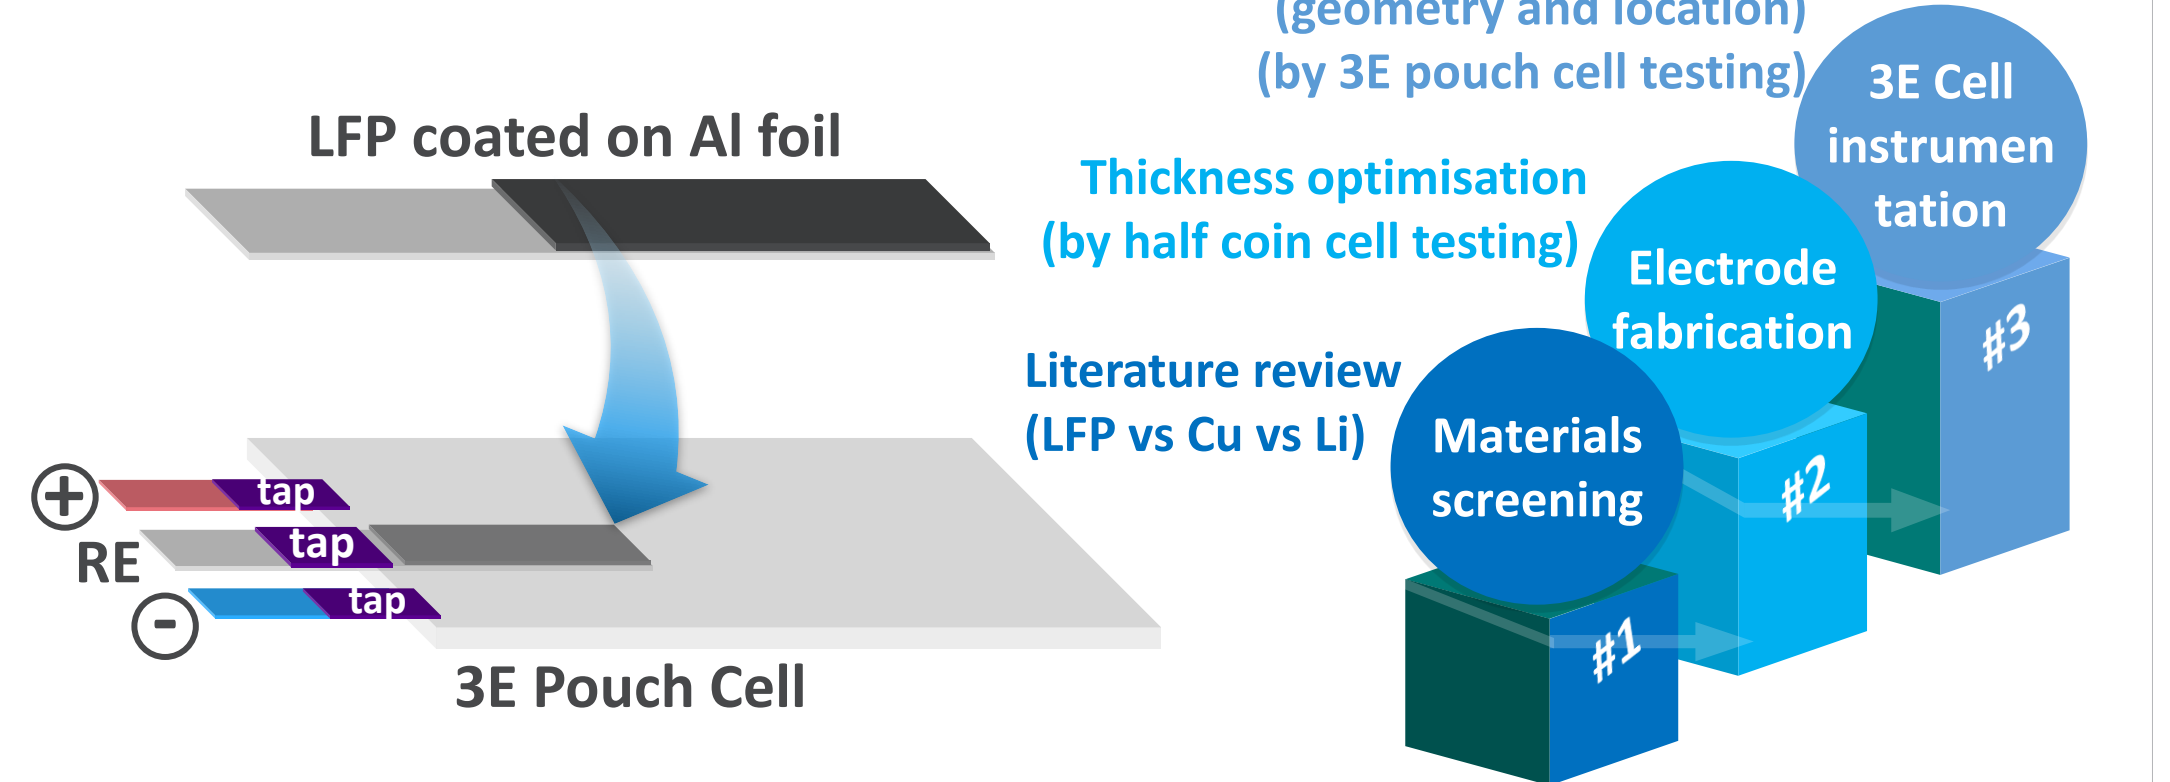 LFP coated on Al foil
+
tap
RE
tap
-
tap
3E Pouch Cell
(geometry and location)
(by 3E pouch cell testing)
3E Cell
instrumen
tation
Thickness optimisation
(by half coin cell testing)
Electrode
fabrication
Literature review
(LFP vs Cu vs Li)
Materials
screening
#3
#2
#1